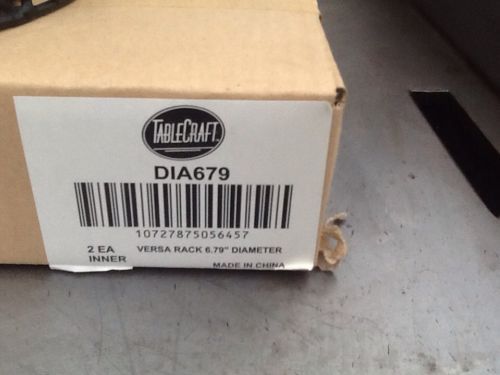 TABLECRAFT
DIA679
10727875056457
2 EA VERSA RACK 6.79" DIAMETER
INNER
MADE IN CHINA